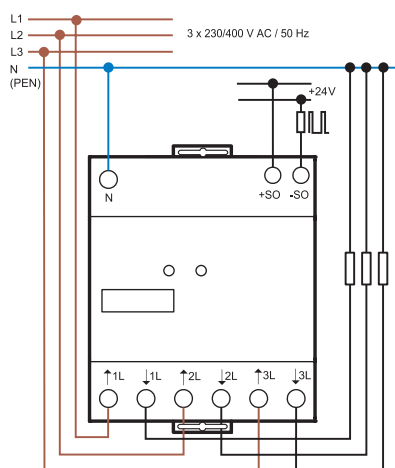 L1
L2
3 x 230/400 V AC / 50 Hz
L3
N
(PEN)
+24V
N
+SO
-SO
↑1L
↓1L
↑2L
↓2L
↑3L
↓3L